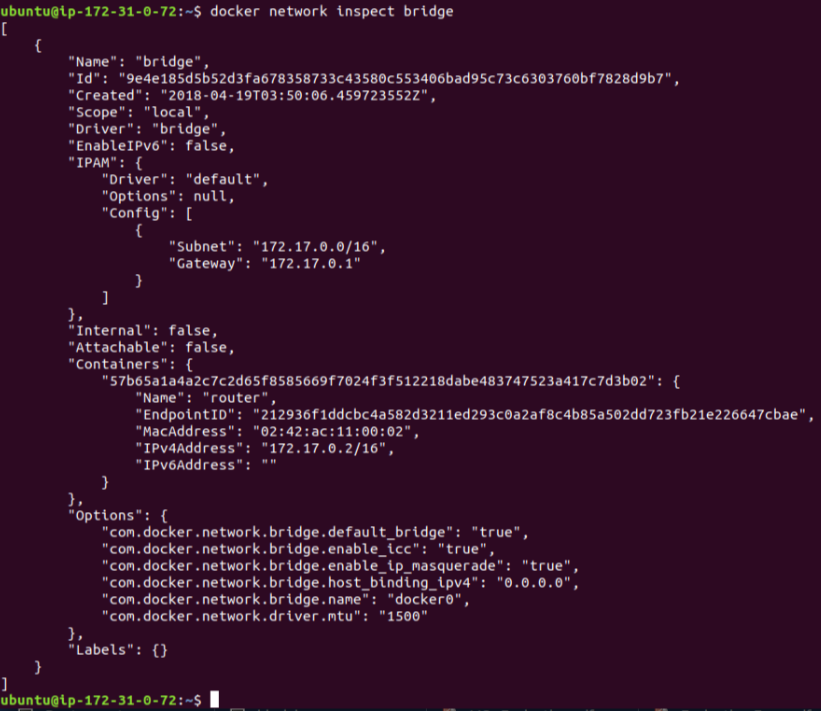 ubuntu@ip-172-31-0-72:~$ docker network inspect bridge
[
    {
        "Name": "bridge",
        "Id": "9e4e185d5b52d3fa678358733c43580c553406bad95c73c6303760bf7828d9b7",
        "Created": "2018-04-19T03:50:06.459723552Z",
        "Scope": "local",
        "Driver": "bridge",
        "EnableIPv6": false,
        "IPAM": {
            "Driver": "default",
            "Options": null,
            "Config": [
                {
                    "Subnet": "172.17.0.0/16",
                    "Gateway": "172.17.0.1"
                }
            ]
        },
        "Internal": false,
        "Attachable": false,
        "Containers": {
            "57b65a1a4a2c7c2d65f8585669f7024f3f512218dabe483747523a417c7d3b02": {
                "Name": "router",
                "EndpointID": "212936f1ddcbc4a582d3211ed293c0a2af8c4b85a502dd723fb21e226647cbae",
                "MacAddress": "02:42:ac:11:00:02",
                "IPv4Address": "172.17.0.2/16",
                "IPv6Address": ""
            }
        },
        "Options": {
            "com.docker.network.bridge.default_bridge": "true",
            "com.docker.network.bridge.enable_icc": "true",
            "com.docker.network.bridge.enable_ip_masquerade": "true",
            "com.docker.network.bridge.host_binding_ipv4": "0.0.0.0",
            "com.docker.network.bridge.name": "docker0",
            "com.docker.network.driver.mtu": "1500"
        },
        "Labels": {}
    }
]
ubuntu@ip-172-31-0-72:~$